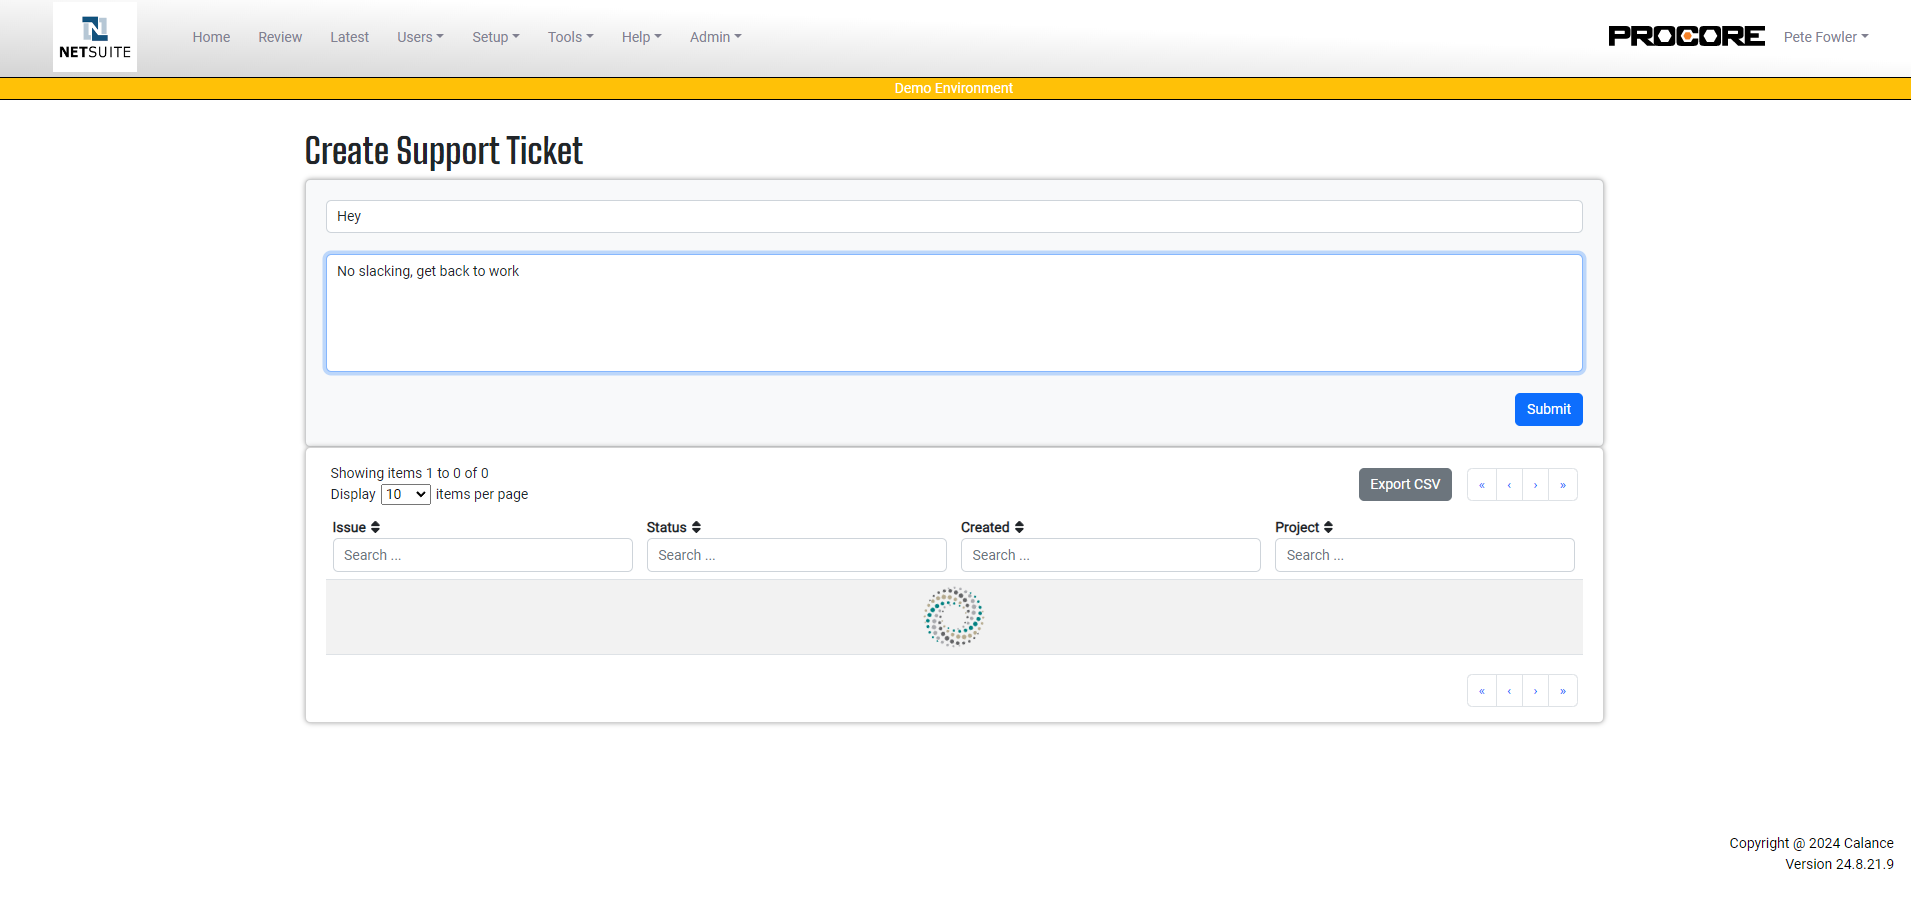 NETSUITE
Home Review Latest Users Setup Tools Help Admin
PROCORE
Pete Fowler
Demo Environment
Create Support Ticket
Hey
No slacking, get back to work
Submit
Showing items 1 to 0 of 0
Display 10 items per page
Export CSV « ‹ › »
Issue Status Created Project
Search ... Search ... Search ... Search ...
« ‹ › »
Copyright @ 2024 Calance
Version 24.8.21.9